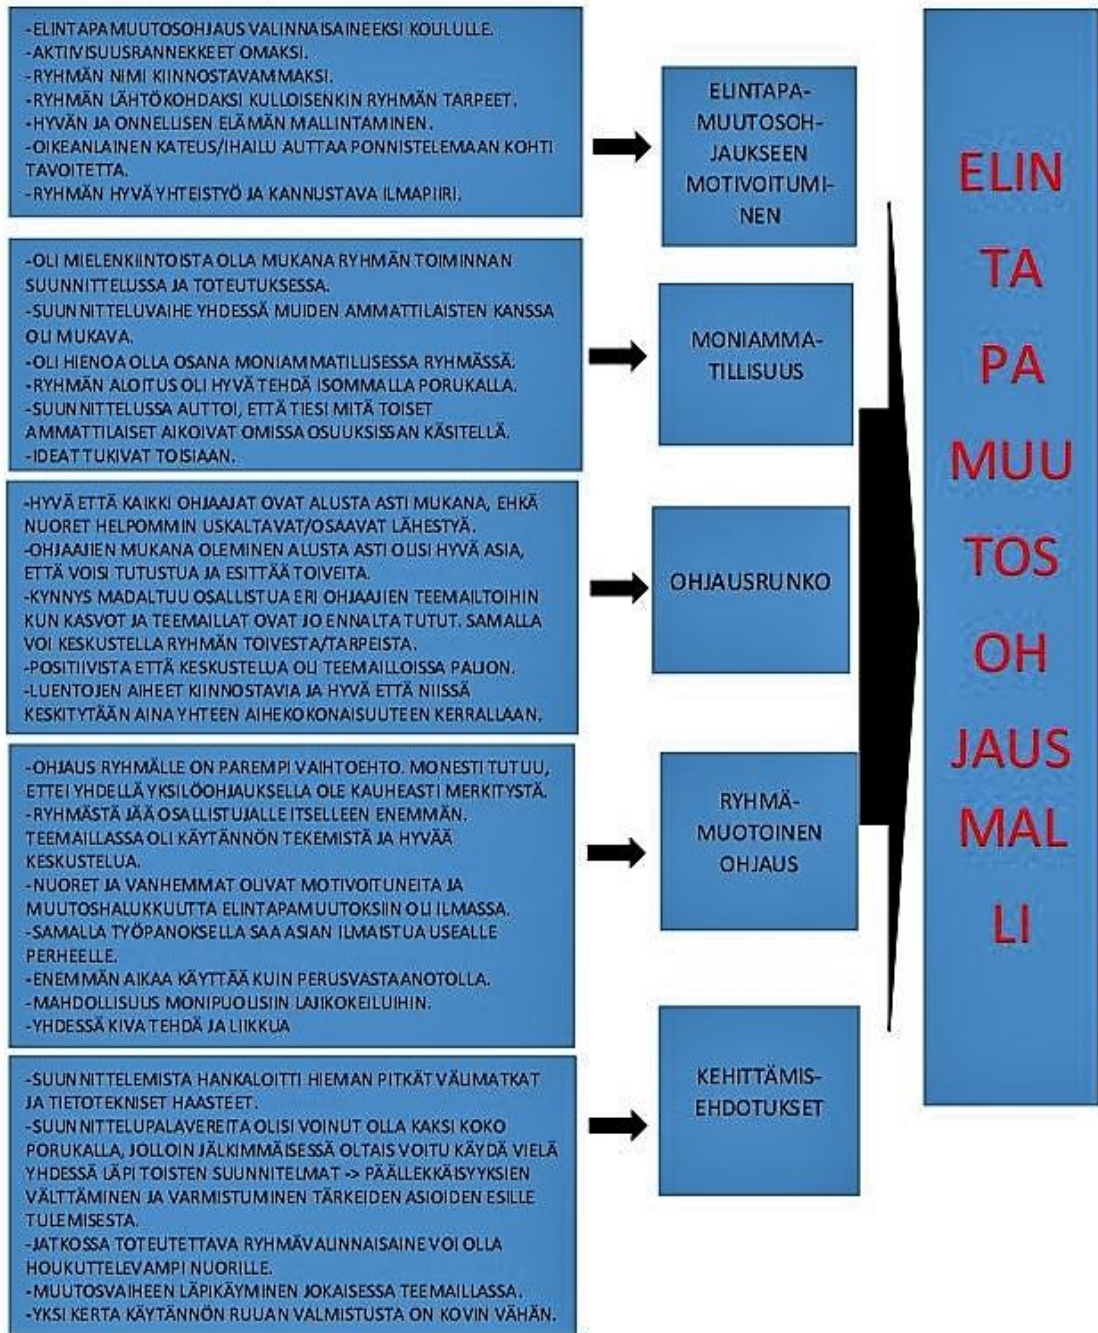 -ELINTAPAMUUTOSOHJAUS VALINNAISAINEEKSI KOULULLE.
-AKTIIVISUUSRANNEKKEET OMAKSI.
-RYHMÄN NIMI KIINNOSTAVAMMAKSI.
-RYHMÄN LÄHTÖKOHDAKSI KULLOISENKIN RYHMÄN TARPEET.
-HYVÄN JA ONNELLISEN ELÄMÄN MALLINTAMINEN.
-OIKEANLAINEN KATEUS/IHAILU AUTTAA PONNISTELEMAAN KOHTI
TAVOITETTA.
-RYHMÄN HYVÄ YHTEISTYÖ JA KANNUSTAVA ILMAPIIRI.
ELINTAPA-
MUUTOSOH-
JAUKSEEN
MOTIVOITUMI-
NEN
-OLI MIELENKIINTOISTA OLLA MUKANA RYHMÄN TOIMINNAN
SUUNNITTELUSSA JA TOTEUTUKSESSA.
-SUUNNITTELUVAIHE YHDESSÄ MUIDEN AMMATTILAISTEN KANSSA
OLI MUKAVA.
-OLI HIENOA OLLA OSANA MONIAMMATILLISESSA RYHMÄSSÄ.
-RYHMÄN ALOITUS OLI HYVÄ TEHDÄ ISOMMALLA PORUKALLA.
-SUUNNITTELUSSA AUTTOI, ETTÄ TIESI MITÄ TOISET
AMMATTILAISET AIKOIVAT OMISSA OSUUKSISSAN KÄSITELLÄ.
-IDEAT TUKIVAT TOISIAAN.
MONIAMMA-
TILLISUUS
-HYVÄ ETTÄ KAIKKI OHJAAJAT OVAT ALUSTA ASTI MUKANA, EHKÄ
NUORET HELPOMMIN USKALTAVAT/OSAAVAT LÄHESTYÄ.
-OHJAAJIEN MUKANA OLEMINEN ALUSTA ASTI OLISI HYVÄ ASIA,
ETTÄ VOISI TUTUSTUA JA ESITTÄÄ TOIVEITA.
-KYNNYS MADALTUU OSALLISTUA ERI OHJAAJIEN TEEMAILTOIHIN
KUN KASVOT JA TEEMAILLAT OVAT JO ENNALTA TUTUT. SAMALLA
VOI KESKUSTELLA RYHMÄN TOIVESTA/TARPEISTA.
-POSITIIVISTA ETTÄ KESKUSTELUA OLI TEEMAILLOISSA PALJON.
-LUENTOJEN AIHEET KIINNOSTAVIA JA HYVÄ ETTÄ NIISSÄ
KESKITYTÄÄN AINA YHTEEN AIHEKOKONAISUUTEEN KERRALLAAN.
OHJAUSRUNKO
-OHJAUS RYHMÄLLE ON PAREMPI VAIHTOEHTO. MONESTI TUTUU,
ETTEI YHDELLÄ YKSILÖOHJAUKSELLA OLE KAUHEASTI MERKITYSTÄ.
-RYHMÄSTÄ JÄÄ OSALLISTUJALLE ITSELLEEN ENEMMÄN.
TEEMAILLASSA OLI KÄYTÄNNÖN TEKEMISTÄ JA HYVÄÄ
KESKUSTELUA.
-NUORET JA VANHEMMAT OLIVAT MOTIVOITUNEITA JA
MUUTOSHALUKKUUTTA ELINTAPAMUUTOKSIIN OLI ILMASSA.
-SAMALLA TYÖPANOKSELLA SAA ASIAN ILMAISTUA USEALLE
PERHEELLE.
-ENEMMÄN AIKAA KÄYTTÄÄ KUIN PERUSVASTAANOTOLLA.
-MAHDOLLISUUS MONIPUOLISIIN LAJIKOKEILUIHIN.
-YHDESSÄ KIVA TEHDÄ JA LIIKKUA
RYHMÄ-
MUOTOINEN
OHJAUS
-SUUNNITTELEMISTA HANKALOITTI HIEMAN PITKÄT VÄLIMATKAT
JA TIETOTEKNISET HAASTEET.
-SUUNNITTELUPALAVEREITA OLISI VOINUT OLLA KAKSI KOKO
PORUKALLA, JOLLOIN JÄLKIMMÄISESSÄ OLTAIS VOITU KÄYDÄ VIELÄ
YHDESSÄ LÄPI TOISTEN SUUNNITELMAT -> PÄÄLLEKKÄISYYKSIEN
VÄLTTÄMINEN JA VARMISTUMINEN TÄRKEIDEN ASIOIDEN ESILLE
TULEMISESTA.
-JATKOSSA TOTEUTETTAVA RYHMÄVALINNAISAINE VOI OLLA
HOUKUTTELEVAMPI NUORILLE.
-MUUTOSVAIHEEN LÄPIKÄYMINEN JOKAISESSA TEEMAILLASSA.
-YKSI KERTA KÄYTÄNNÖN RUUAN VALMISTUSTA ON KOVIN VÄHÄN.
KEHITTÄMIS-
EHDOTUKSET
ELIN
TA
PA
MUU
TOS
OH
JAUS
MAL
LI